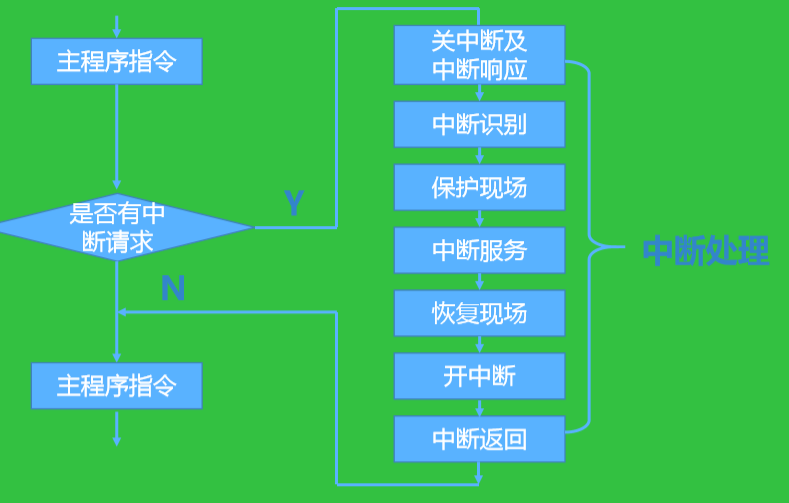 主程序指令
是否有中
断请求
Y
N
主程序指令
关中断及
中断响应
中断识别
保护现场
中断服务
恢复现场
开中断
中断返回
中断处理